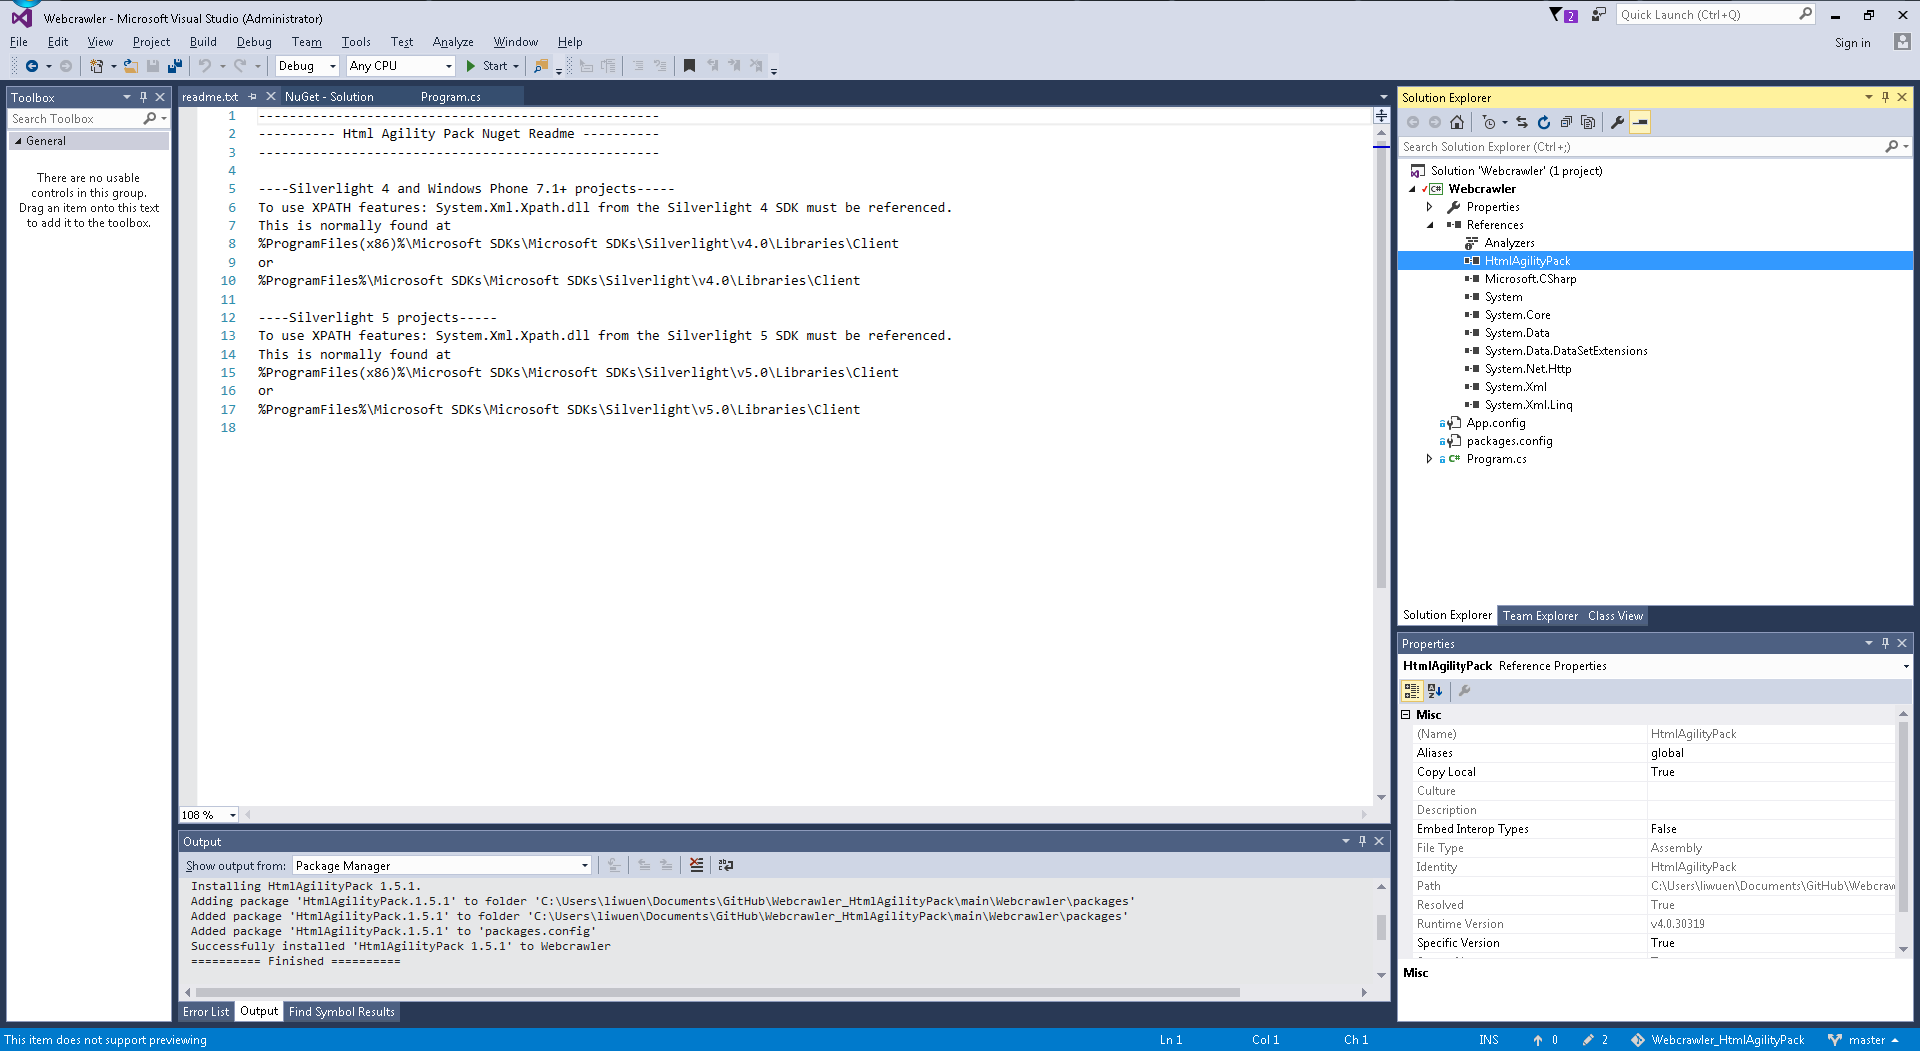 Webcrawler - Microsoft Visual Studio (Administrator)
2
Quick Launch (Ctrl+Q)
File Edit View Project Build Debug Team Tools Test Analyze Window Help
Sign in
Debug Any CPU Start
Toolbox
Search Toolbox
General
There are no usable
controls in this group.
Drag an item onto this text
to add it to the toolbox.
readme.txt NuGet - Solution Program.cs
1 ----------------------------------------------------
2 ---------- Html Agility Pack Nuget Readme ----------
3 ----------------------------------------------------
4
5 ----Silverlight 4 and Windows Phone 7.1+ projects-----
6 To use XPATH features: System.Xml.Xpath.dll from the Silverlight 4 SDK must be referenced.
7 This is normally found at
8 %ProgramFiles(x86)%\Microsoft SDKs\Microsoft SDKs\Silverlight\v4.0\Libraries\Client
9 or
10 %ProgramFiles%\Microsoft SDKs\Microsoft SDKs\Silverlight\v4.0\Libraries\Client
11
12 ----Silverlight 5 projects-----
13 To use XPATH features: System.Xml.Xpath.dll from the Silverlight 5 SDK must be referenced.
14 This is normally found at
15 %ProgramFiles(x86)%\Microsoft SDKs\Microsoft SDKs\Silverlight\v5.0\Libraries\Client
16 or
17 %ProgramFiles%\Microsoft SDKs\Microsoft SDKs\Silverlight\v5.0\Libraries\Client
18
108 %
Output
Show output from: Package Manager
Installing HtmlAgilityPack 1.5.1.
Adding package 'HtmlAgilityPack.1.5.1' to folder 'C:\Users\liwuen\Documents\GitHub\Webcrawler_HtmlAgilityPack\main\Webcrawler\packages'
Added package 'HtmlAgilityPack.1.5.1' to folder 'C:\Users\liwuen\Documents\GitHub\Webcrawler_HtmlAgilityPack\main\Webcrawler\packages'
Added package 'HtmlAgilityPack.1.5.1' to 'packages.config'
Successfully installed 'HtmlAgilityPack 1.5.1' to Webcrawler
========== Finished ==========
Error List Output Find Symbol Results
Solution Explorer
Search Solution Explorer (Ctrl+;)
Solution 'Webcrawler' (1 project)
C# Webcrawler
Properties
References
Analyzers
HtmlAgilityPack
Microsoft.CSharp
System
System.Core
System.Data
System.Data.DataSetExtensions
System.Net.Http
System.Xml
System.Xml.Linq
App.config
packages.config
C# Program.cs
Solution Explorer Team Explorer Class View
Properties
HtmlAgilityPack Reference Properties
Misc
(Name) HtmlAgilityPack
Aliases global
Copy Local True
Culture
Description
Embed Interop Types False
File Type Assembly
Identity HtmlAgilityPack
Path C:\Users\liwuen\Documents\GitHub\Webcraw
Resolved True
Runtime Version v4.0.30319
Specific Version True
Misc
This item does not support previewing Ln 1 Col 1 Ch 1 INS 0 2 Webcrawler_HtmlAgilityPack master